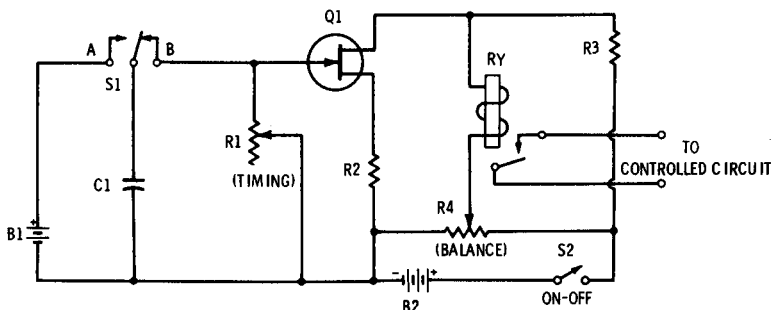 Q1
A
B
S1
R3
RY
R1
(TIMING)
R2
C1
TO
CONTROLLED CIRCUIT
R4
(BALANCE)
B1
+
S2
- +
B2
ON-OFF